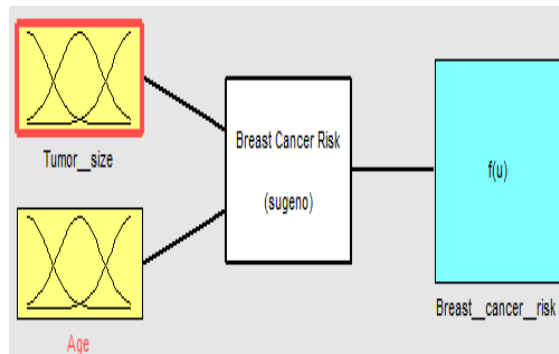 Tumor__size
Breast Cancer Risk
(sugeno)
f(u)
Age
Breast__cancer__risk